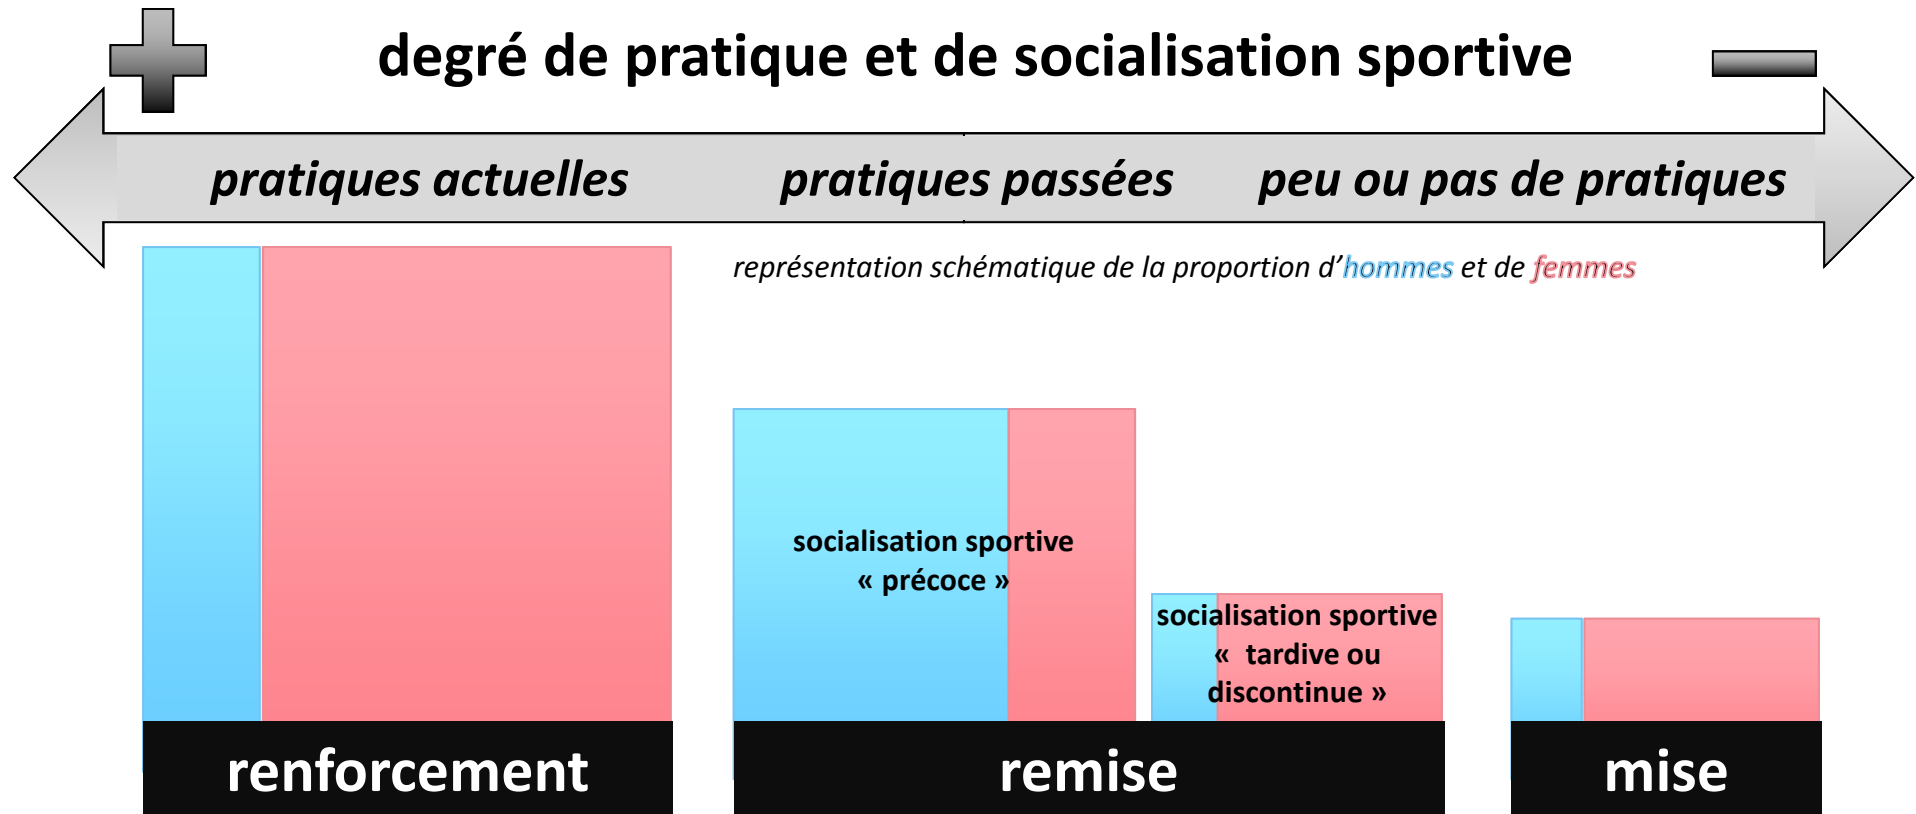 degré de pratique et de socialisation sportive
pratiques actuelles
pratiques passées
peu ou pas de pratiques
représentation schématique de la proportion d’hommes et de femmes
socialisation sportive
« précoce »
socialisation sportive
«  tardive ou
discontinue »
renforcement
remise
mise